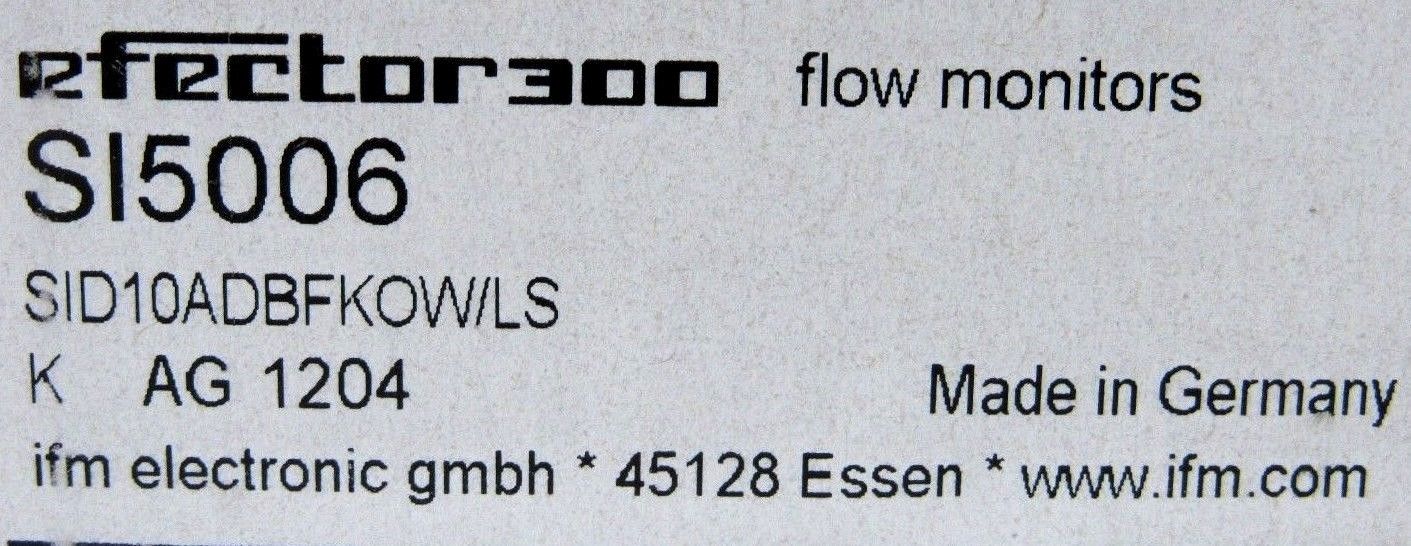 efector300 flow monitors
SI5006
SID10ADBFKOW/LS
K AG 1204 Made in Germany
ifm electronic gmbh * 45128 Essen * www.ifm.com